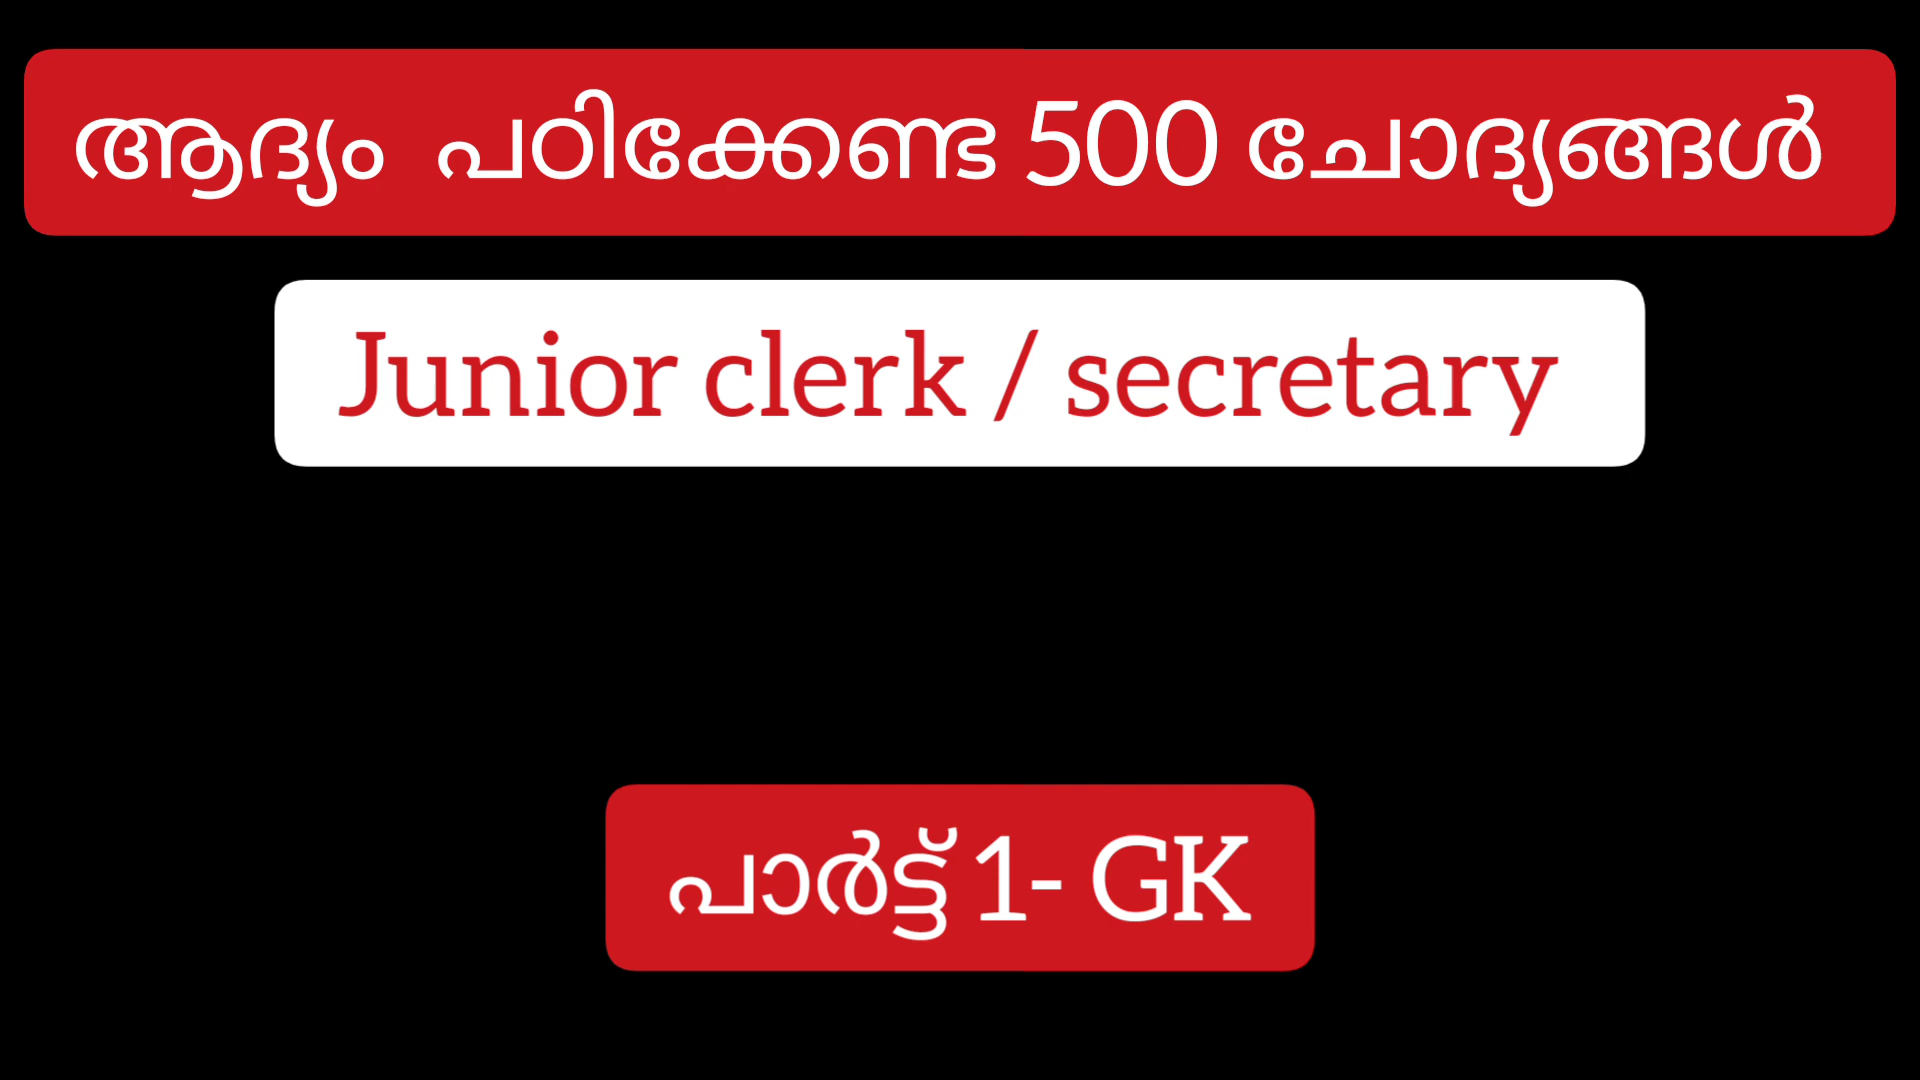 ആദ്യം പഠിക്കേണ്ട 500 ചോദ്യങ്ങൾ
Junior clerk / secretary
പാർട്ട് 1- GK